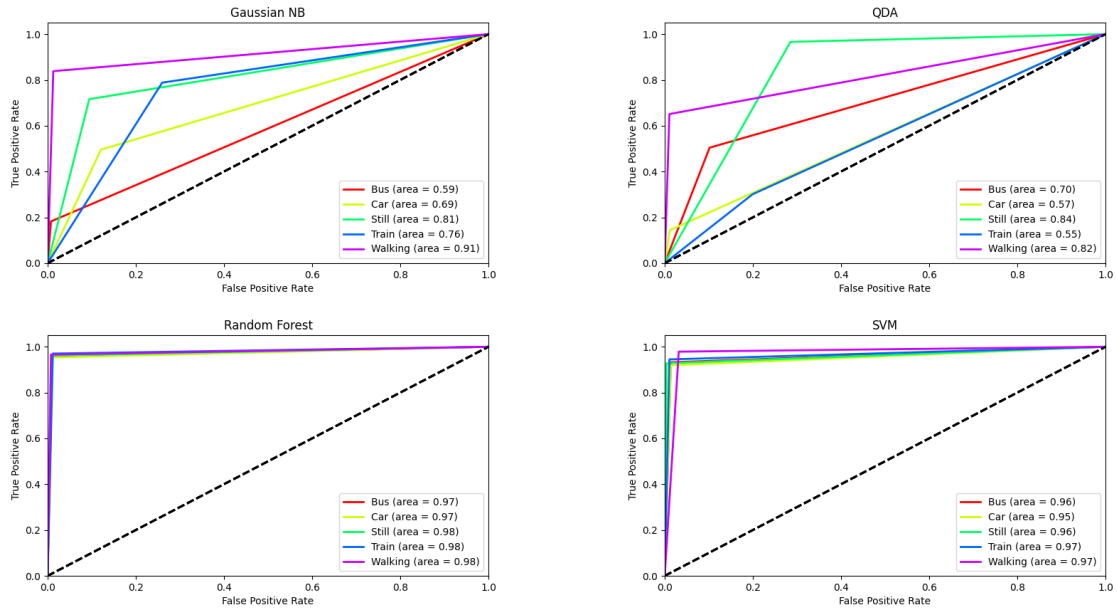 Gaussian NB
True Positive Rate
1.0
0.8
0.6
0.4
0.2
0.0
Bus (area = 0.59)
Car (area = 0.69)
Still (area = 0.81)
Train (area = 0.76)
Walking (area = 0.91)
0.0 0.2 0.4 0.6 0.8 1.0
False Positive Rate
QDA
True Positive Rate
1.0
0.8
0.6
0.4
0.2
0.0
Bus (area = 0.70)
Car (area = 0.57)
Still (area = 0.84)
Train (area = 0.55)
Walking (area = 0.82)
0.0 0.2 0.4 0.6 0.8 1.0
False Positive Rate
Random Forest
True Positive Rate
1.0
0.8
0.6
0.4
0.2
0.0
Bus (area = 0.97)
Car (area = 0.97)
Still (area = 0.98)
Train (area = 0.98)
Walking (area = 0.98)
0.0 0.2 0.4 0.6 0.8 1.0
False Positive Rate
SVM
True Positive Rate
1.0
0.8
0.6
0.4
0.2
0.0
Bus (area = 0.96)
Car (area = 0.95)
Still (area = 0.96)
Train (area = 0.97)
Walking (area = 0.97)
0.0 0.2 0.4 0.6 0.8 1.0
False Positive Rate